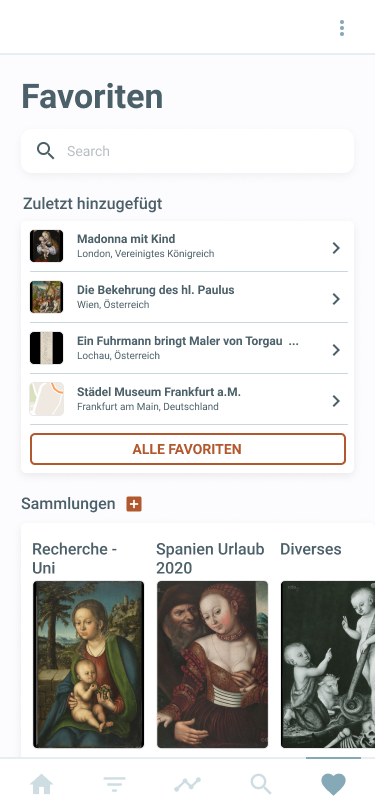 Favoriten
Search
Zuletzt hinzugefügt
Madonna mit Kind
London, Vereinigtes Königreich
Die Bekehrung des hl. Paulus
Wien, Österreich
Ein Fuhrmann bringt Maler von Torgau ...
Lochau, Österreich
Städel Museum Frankfurt a.M.
Frankfurt am Main, Deutschland
ALLE FAVORITEN
Sammlungen
Recherche -
Uni
Spanien Urlaub
2020
Diverses